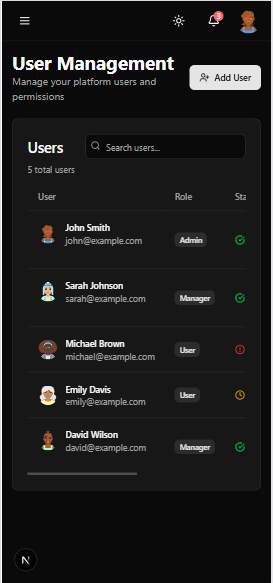 3
User Management
Manage your platform users and
permissions
Add User
Users
Search users...
5 total users
User Role Sta
John Smith
john@example.com
Admin
Sarah Johnson
sarah@example.com
Manager
Michael Brown
michael@example.com
User
Emily Davis
emily@example.com
User
David Wilson
david@example.com
Manager
N